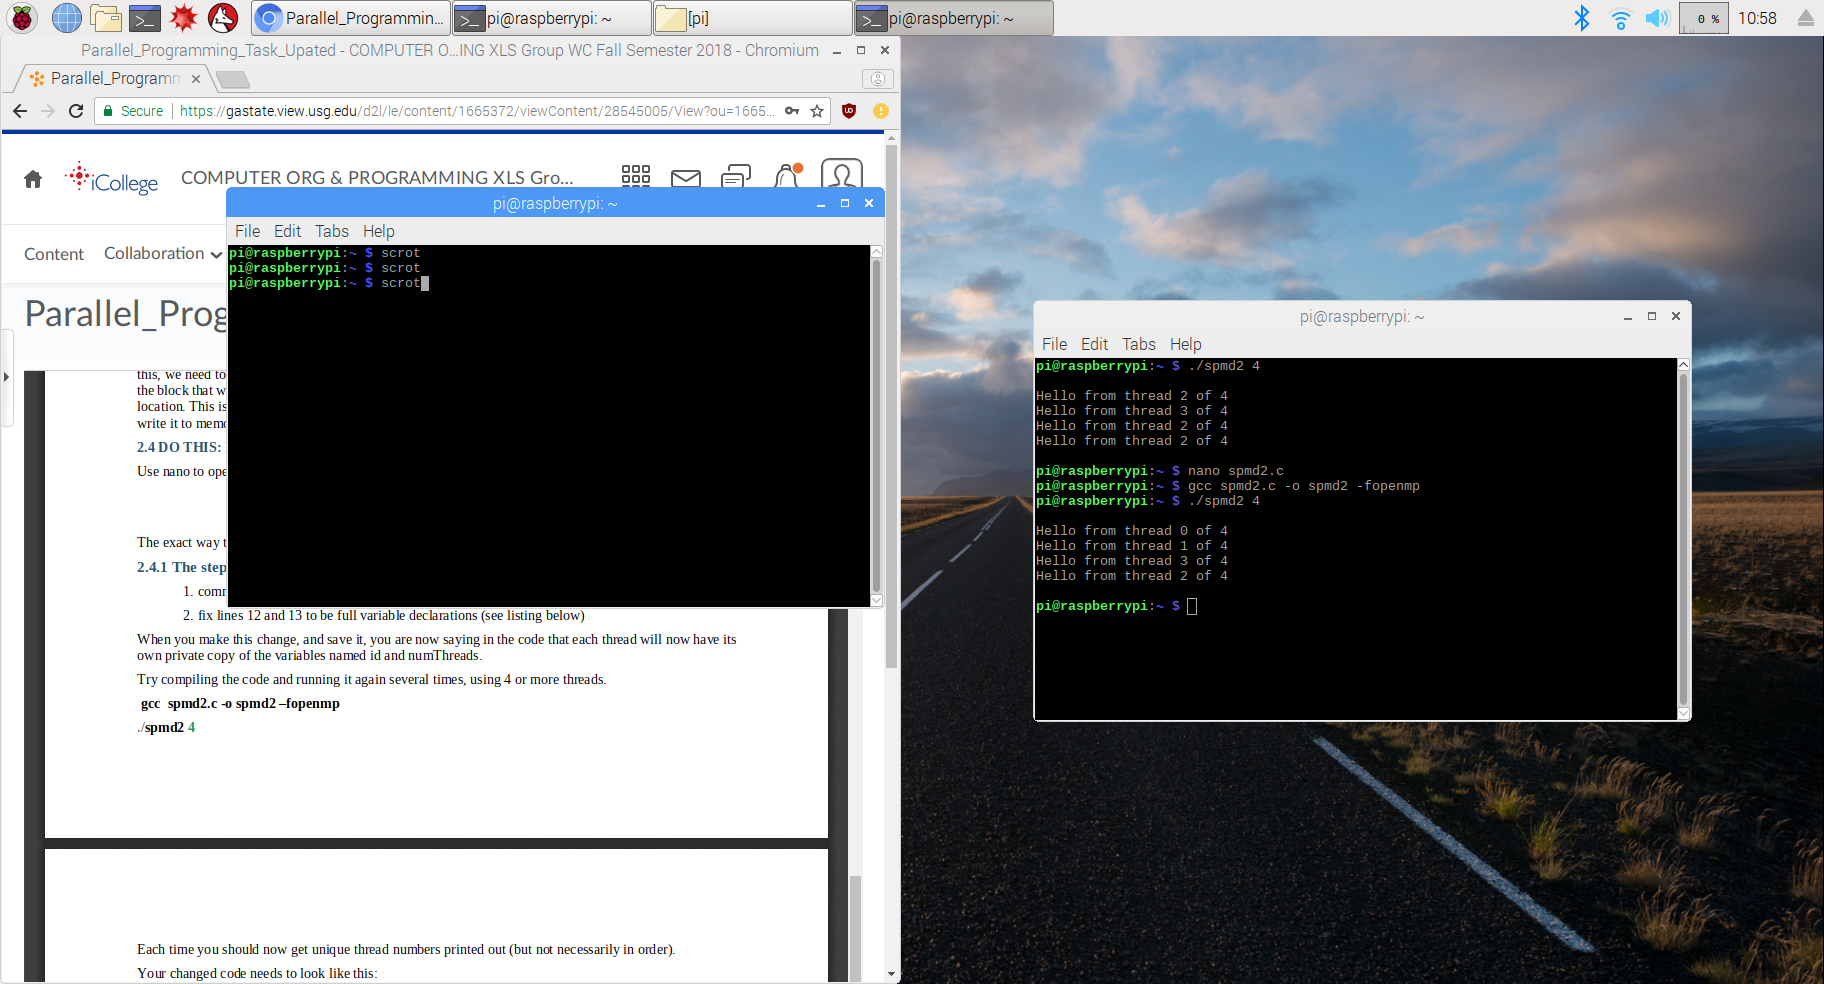 Parallel_Programmin...
pi@raspberrypi: ~
[pi]
pi@raspberrypi: ~
0 %
10:58
Parallel_Programming_Task_Upated - COMPUTER O...ING XLS Group WC Fall Semester 2018 - Chromium
Parallel_Programm
Secure
https://gastate.view.usg.edu/d2l/le/content/1665372/viewContent/28545005/View?ou=1665...
iCollege
COMPUTER ORG & PROGRAMMING XLS Gro...
Content
Collaboration
Parallel_Prog
this, we need to
the block that w
location. This is
write it to memo
2.4 DO THIS:
Use nano to ope
The exact way t
2.4.1 The step
1. com
2. fix lines 12 and 13 to be full variable declarations (see listing below)
When you make this change, and save it, you are now saying in the code that each thread will now have its
own private copy of the variables named id and numThreads.
Try compiling the code and running it again several times, using 4 or more threads.
gcc  spmd2.c -o spmd2 –fopenmp
./spmd2 4
Each time you should now get unique thread numbers printed out (but not necessarily in order).
Your changed code needs to look like this:
pi@raspberrypi: ~
File Edit Tabs Help
pi@raspberrypi:~ $ scrot
pi@raspberrypi:~ $ scrot
pi@raspberrypi:~ $ scrot
pi@raspberrypi: ~
File Edit Tabs Help
pi@raspberrypi:~ $ ./spmd2 4
Hello from thread 2 of 4
Hello from thread 3 of 4
Hello from thread 2 of 4
Hello from thread 2 of 4
pi@raspberrypi:~ $ nano spmd2.c
pi@raspberrypi:~ $ gcc spmd2.c -o spmd2 -fopenmp
pi@raspberrypi:~ $ ./spmd2 4
Hello from thread 0 of 4
Hello from thread 1 of 4
Hello from thread 3 of 4
Hello from thread 2 of 4
pi@raspberrypi:~ $